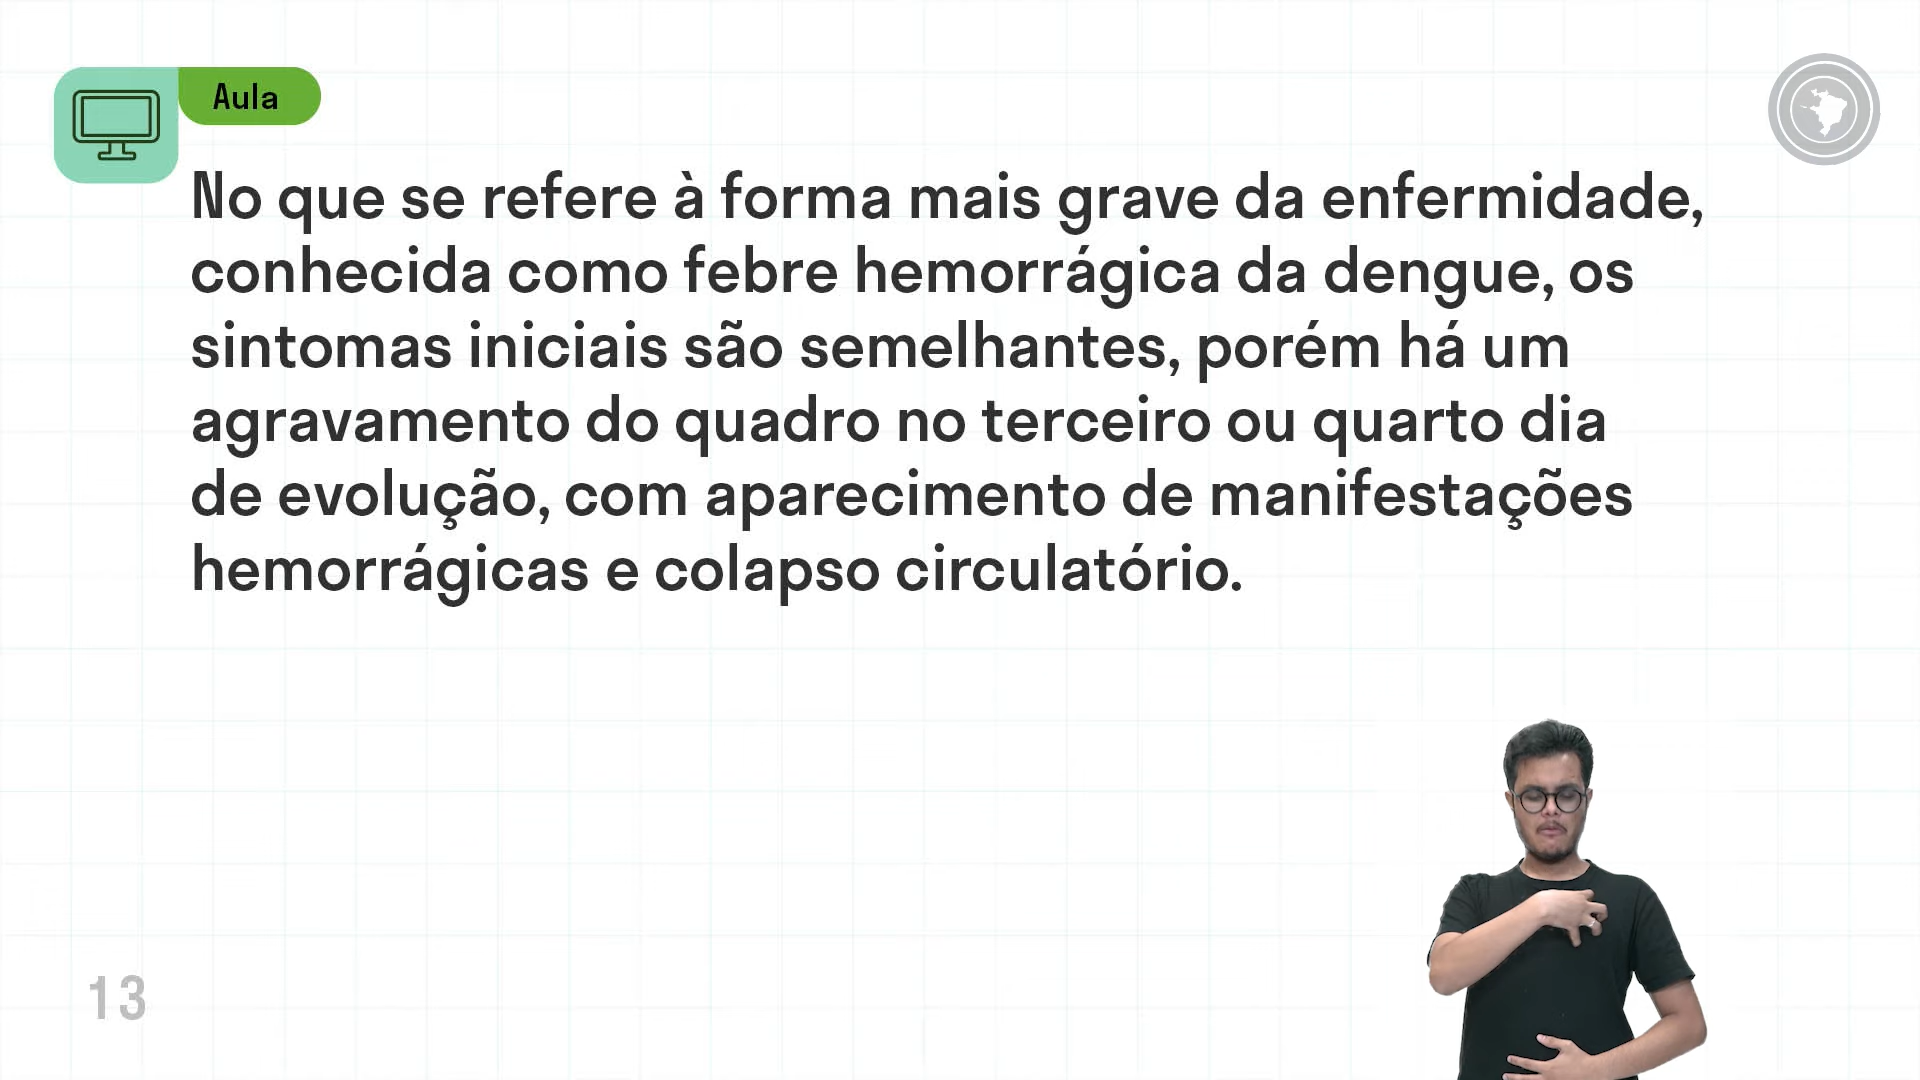 Aula
No que se refere à forma mais grave da enfermidade,
conhecida como febre hemorrágica da dengue, os
sintomas iniciais são semelhantes, porém há um
agravamento do quadro no terceiro ou quarto dia
de evolução, com aparecimento de manifestações
hemorrágicas e colapso circulatório.
13